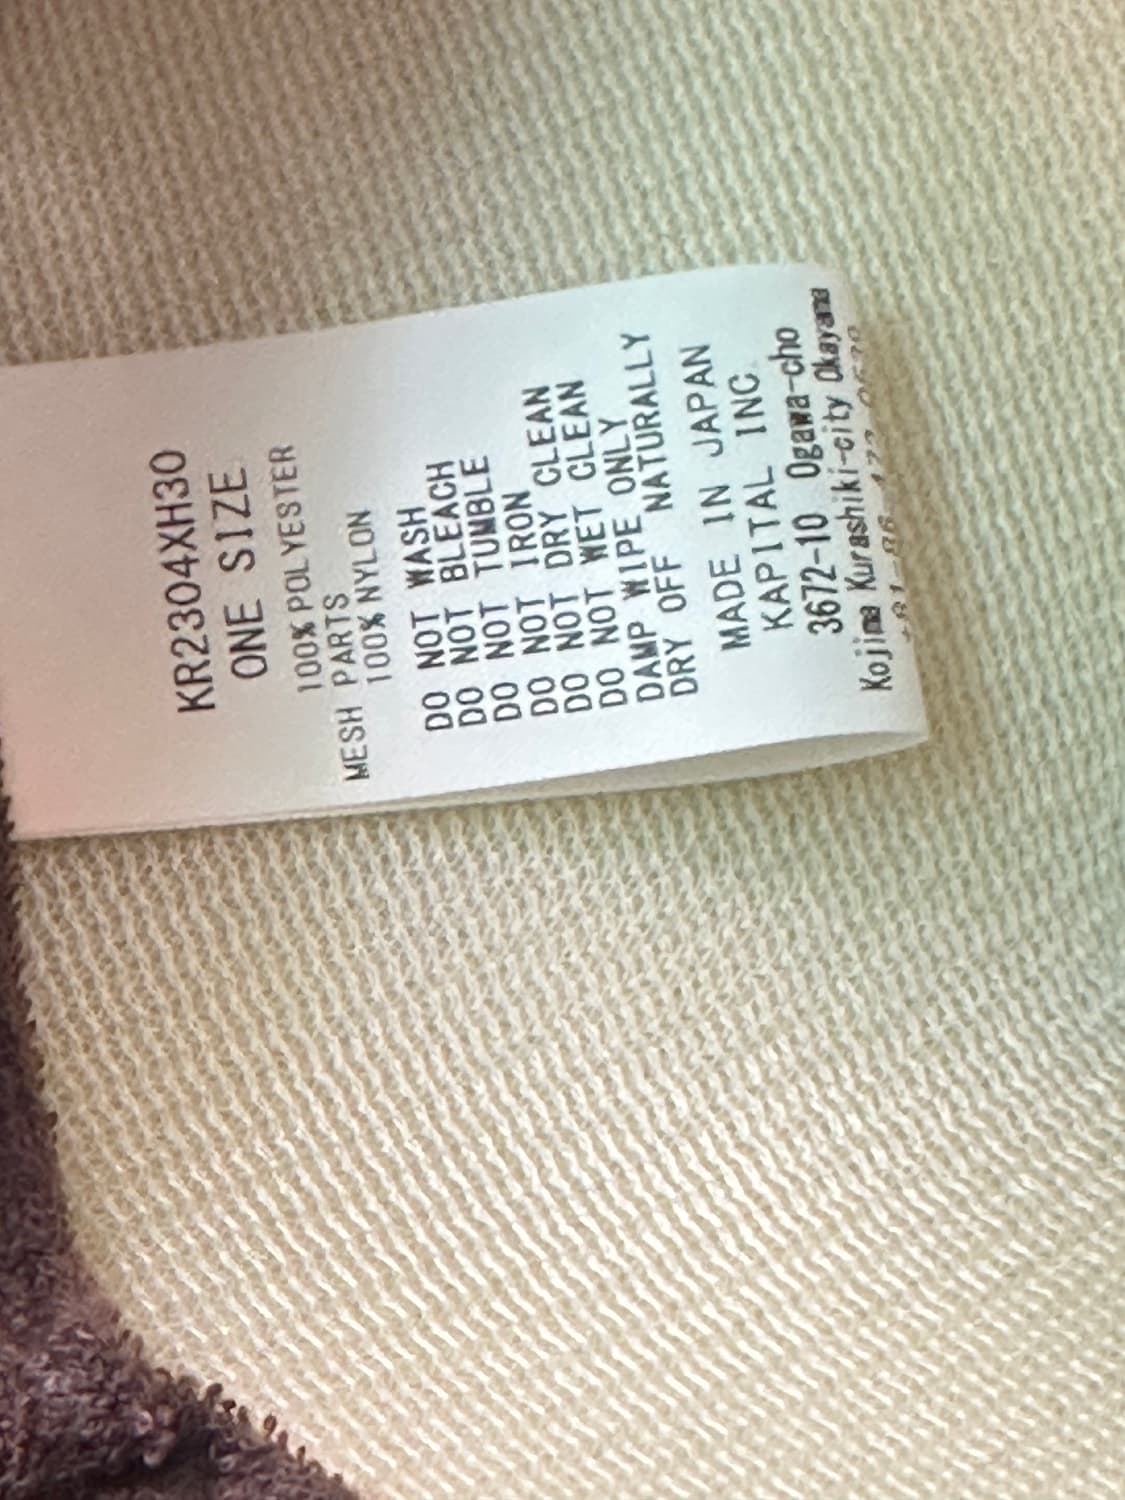 KR2304XH30
ONE SIZE
100% POLYESTER
MESH PARTS
100% NYLON
DO NOT WASH
DO NOT BLEACH
DO NOT TUMBLE
DO NOT IRON
DO NOT DRY CLEAN
DO NOT WET CLEAN
DAMP WIPE ONLY
DRY OFF NATURALLY
MADE IN JAPAN
KAPITAL INC.
3672-10 Ogawa-cho
Kojima Kurashiki-city Okayama